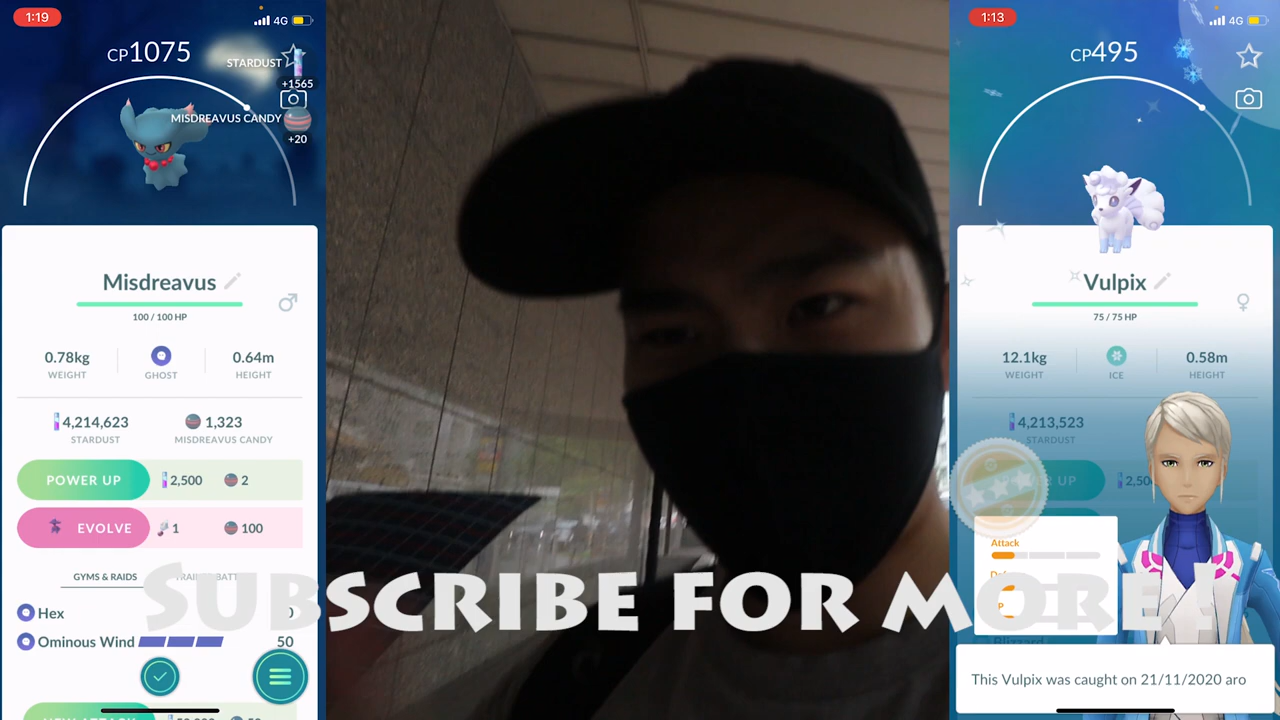 1:19
4G
CP1075
STARDUST
+1565
MISDREAVUS CANDY
+20
Misdreavus
100 / 100 HP
0.78kg
WEIGHT
GHOST
0.64m
HEIGHT
4,214,623
STARDUST
1,323
MISDREAVUS CANDY
POWER UP
2,500
2
EVOLVE
1
100
GYMS & RAIDS
Hex
Ominous Wind
50
SUBSCRIBE FOR MORE !
1:13
4G
CP495
Vulpix
75 / 75 HP
12.1kg
WEIGHT
ICE
0.58m
HEIGHT
4,213,523
STARDUST
UP
Attack
Blizzard
This Vulpix was caught on 21/11/2020 aro